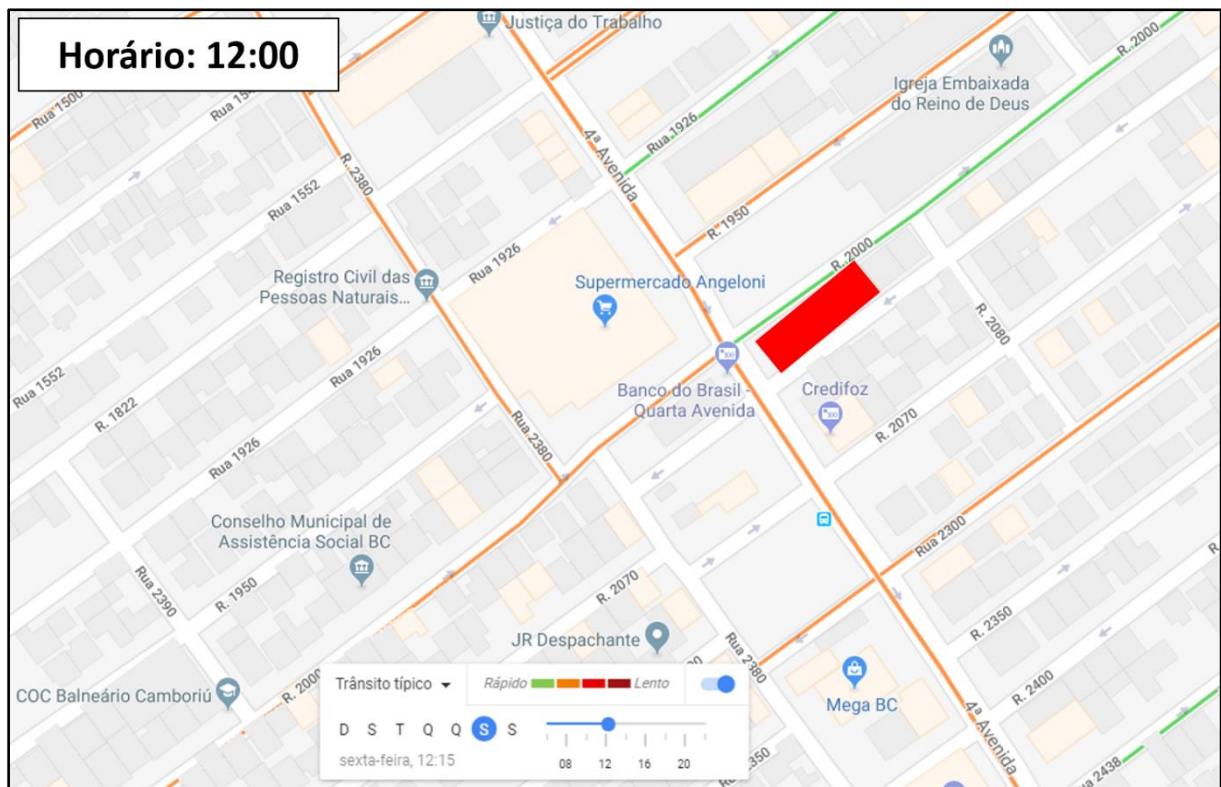 Horário: 12:00
Justiça do Trabalho
R. 2000
Igreja Embaixada
do Reino de Deus
Rua 1500
Rua 1926
4ª Avenida
R. 2380
Rua 1552
R. 1950
R. 2000
Rua 1926
Registro Civil das
Pessoas Naturais...
Supermercado Angeloni
R. 2080
Rua 1552
Rua 1926
R. 1822
Banco do Brasil -
Quarta Avenida
Credifoz
R. 2070
Rua 1926
Rua 2380
Conselho Municipal de
Assistência Social BC
Rua 2300
Rua 2390
R. 1950
R. 2070
R. 2350
JR Despachante
Rua 2380
COC Balneário Camboriú
R. 2000
Mega BC
R. 2400
4ª Avenida
Trânsito típico
Rápido
Lento
D S T Q Q S S
sexta-feira, 12:15
08 12 16 20
2350
Rua 2438